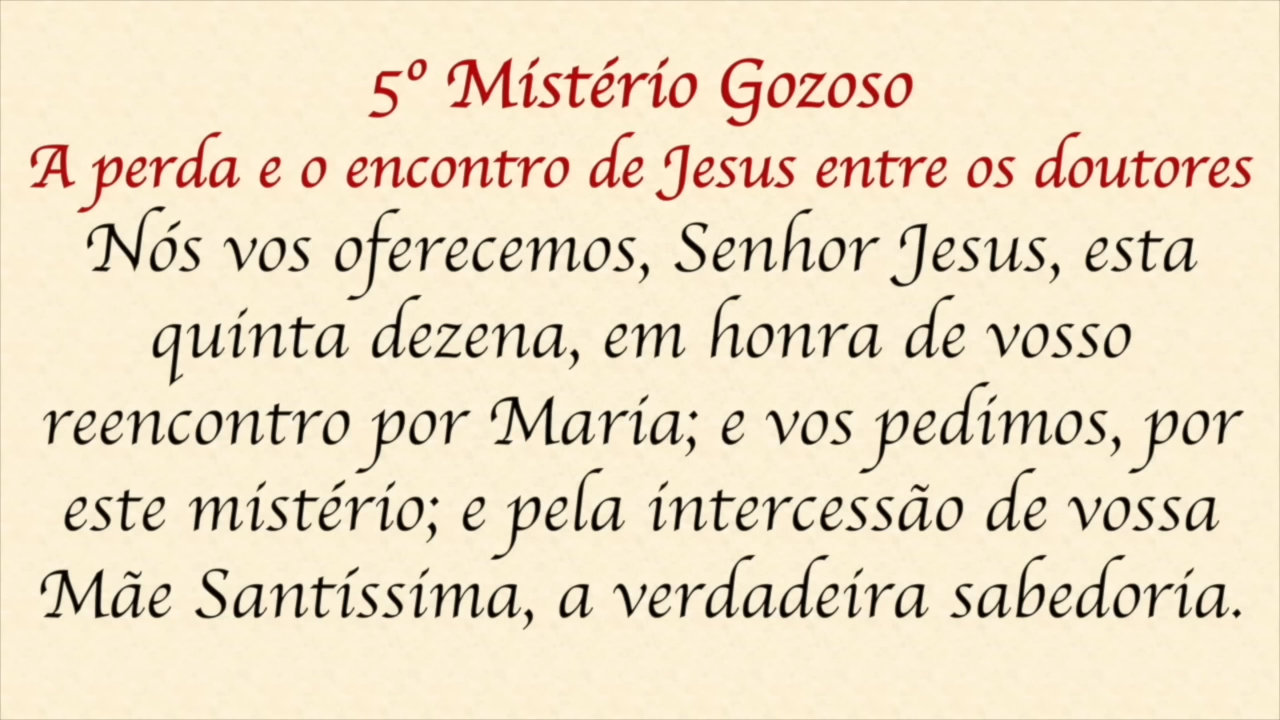 5º Mistério Gozoso
A perda e o encontro de Jesus entre os doutores
Nós vos oferecemos, Senhor Jesus, esta
quinta dezena, em honra de vosso
reencontro por Maria; e vos pedimos, por
este mistério; e pela intercessão de vossa
Mãe Santíssima, a verdadeira sabedoria.